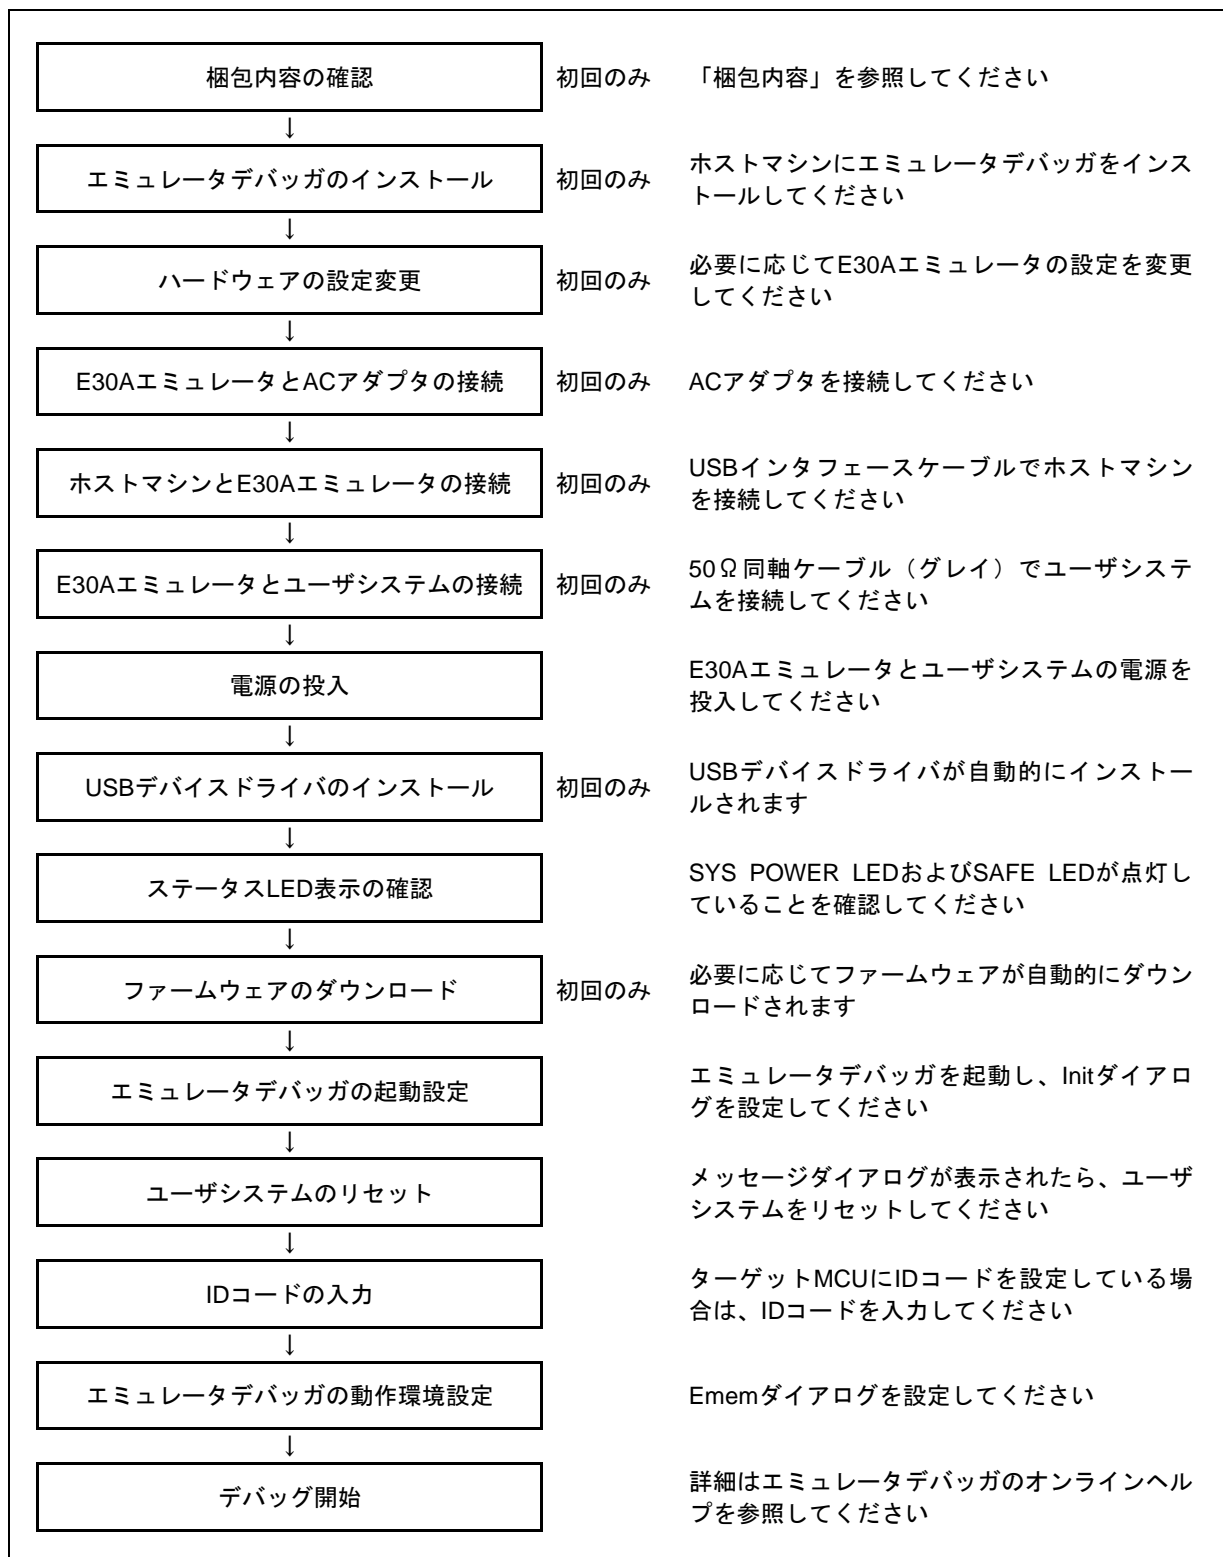 梱包内容の確認 初回のみ 「梱包内容」を参照してください
↓
エミュレータデバッガのインストール 初回のみ ホストマシンにエミュレータデバッガをインス
トールしてください
↓
ハードウェアの設定変更 初回のみ 必要に応じてE30Aエミュレータの設定を変更
してください
↓
E30AエミュレータとACアダプタの接続 初回のみ ACアダプタを接続してください
↓
ホストマシンとE30Aエミュレータの接続 初回のみ USBインタフェースケーブルでホストマシン
を接続してください
↓
E30Aエミュレータとユーザシステムの接続 初回のみ 50Ω同軸ケーブル（グレイ）でユーザシステ
ムを接続してください
↓
電源の投入 E30Aエミュレータとユーザシステムの電源を
投入してください
↓
USBデバイスドライバのインストール 初回のみ USBデバイスドライバが自動的にインストー
ルされます
↓
ステータスLED表示の確認 SYS POWER LEDおよびSAFE LEDが点灯し
ていることを確認してください
↓
ファームウェアのダウンロード 初回のみ 必要に応じてファームウェアが自動的にダウン
ロードされます
↓
エミュレータデバッガの起動設定 エミュレータデバッガを起動し、Initダイアロ
グを設定してください
↓
ユーザシステムのリセット メッセージダイアログが表示されたら、ユーザ
システムをリセットしてください
↓
IDコードの入力 ターゲットMCUにIDコードを設定している場
合は、IDコードを入力してください
↓
エミュレータデバッガの動作環境設定 Ememダイアログを設定してください
↓
デバッグ開始 詳細はエミュレータデバッガのオンラインヘル
プを参照してください